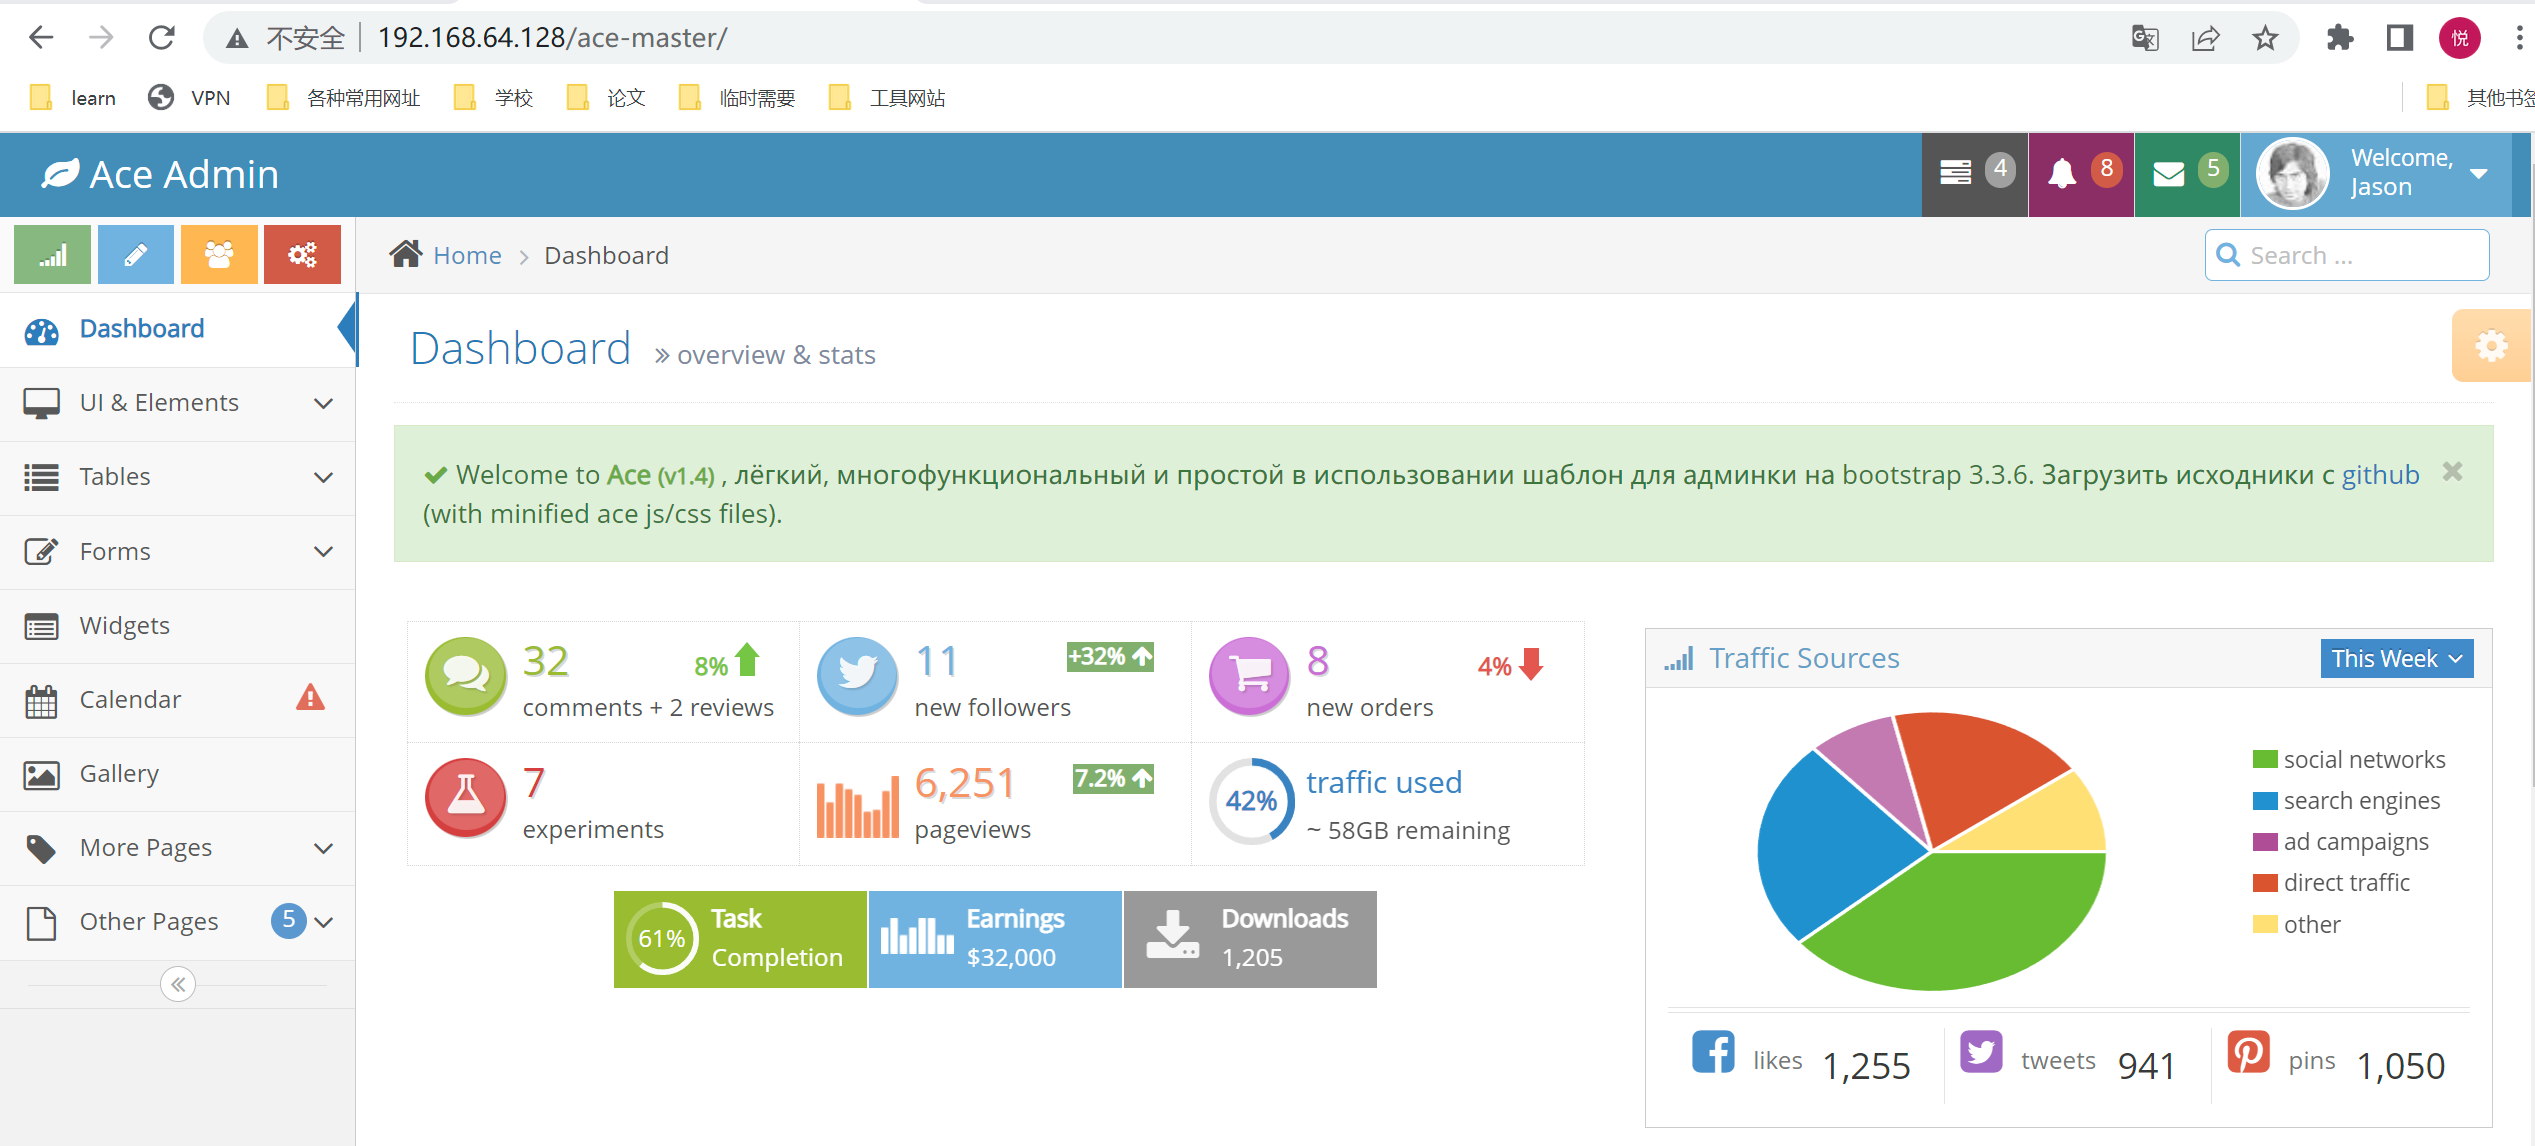 不安全 192.168.64.128/ace-master/
悦
learn VPN 各种常用网址 学校 论文 临时需要 工具网站
Ace Admin
4
8
5
Welcome,
Jason
Home
Dashboard
Search ...
Dashboard
UI & Elements
Tables
Forms
Widgets
Calendar
Gallery
More Pages
Other Pages 5
Dashboard » overview & stats
Welcome to Ace (v1.4) , лёгкий, многофункциональный и простой в использовании шаблон для админки на bootstrap 3.3.6. Загрузить исходники с github
(with minified ace js/css files).
32 8%
comments + 2 reviews
11 +32%
new followers
8 4%
new orders
7
experiments
6,251 7.2%
pageviews
42%
traffic used
~ 58GB remaining
61%
Task
Completion
Earnings
$32,000
Downloads
1,205
Traffic Sources
This Week
social networks
search engines
ad campaigns
direct traffic
other
likes 1,255
tweets 941
pins 1,050